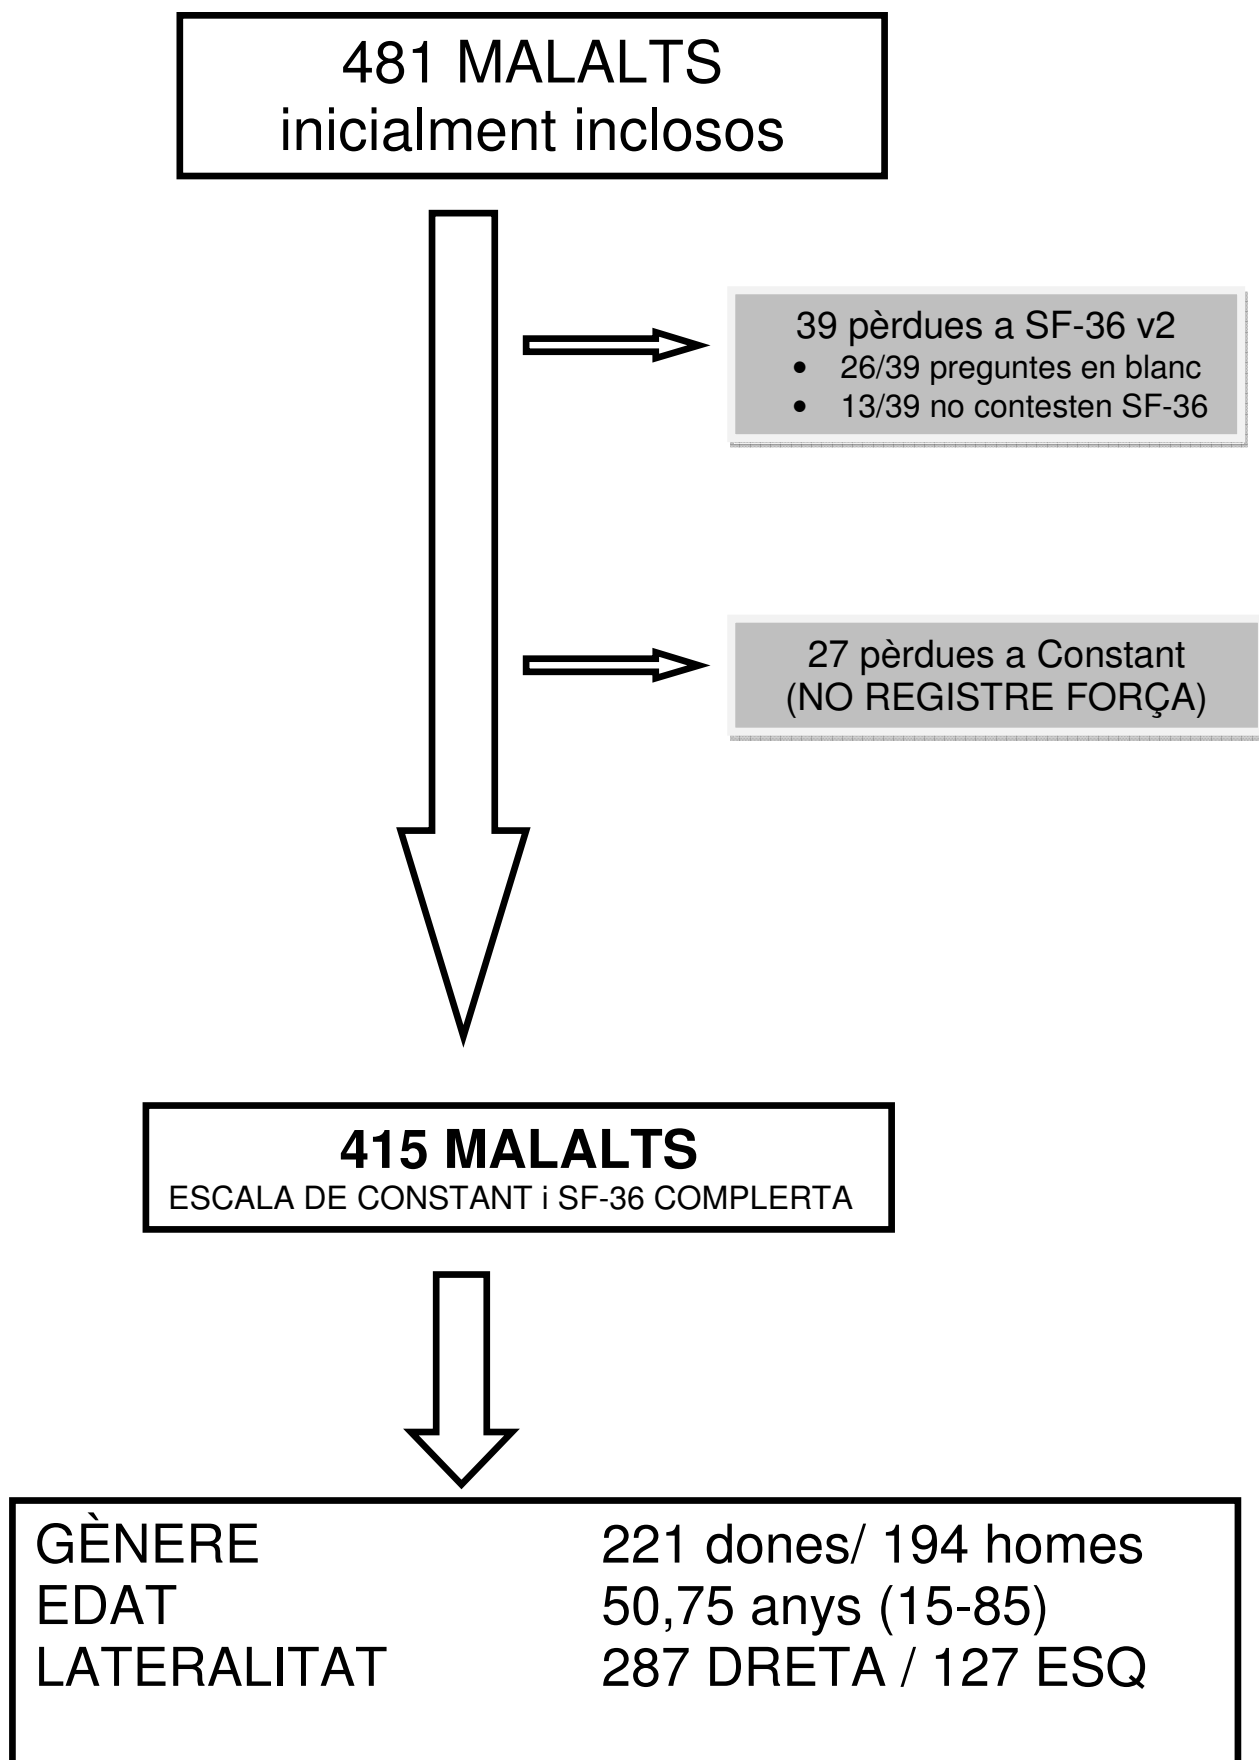 481 MALALTS
inicialment inclosos
39 pèrdues a SF-36 v2
• 26/39 preguntes en blanc
• 13/39 no contesten SF-36
27 pèrdues a Constant
(NO REGISTRE FORÇA)
415 MALALTS
ESCALA DE CONSTANT i SF-36 COMPLERTA
GÈNERE 221 dones/ 194 homes
EDAT 50,75 anys (15-85)
LATERALITAT 287 DRETA / 127 ESQ